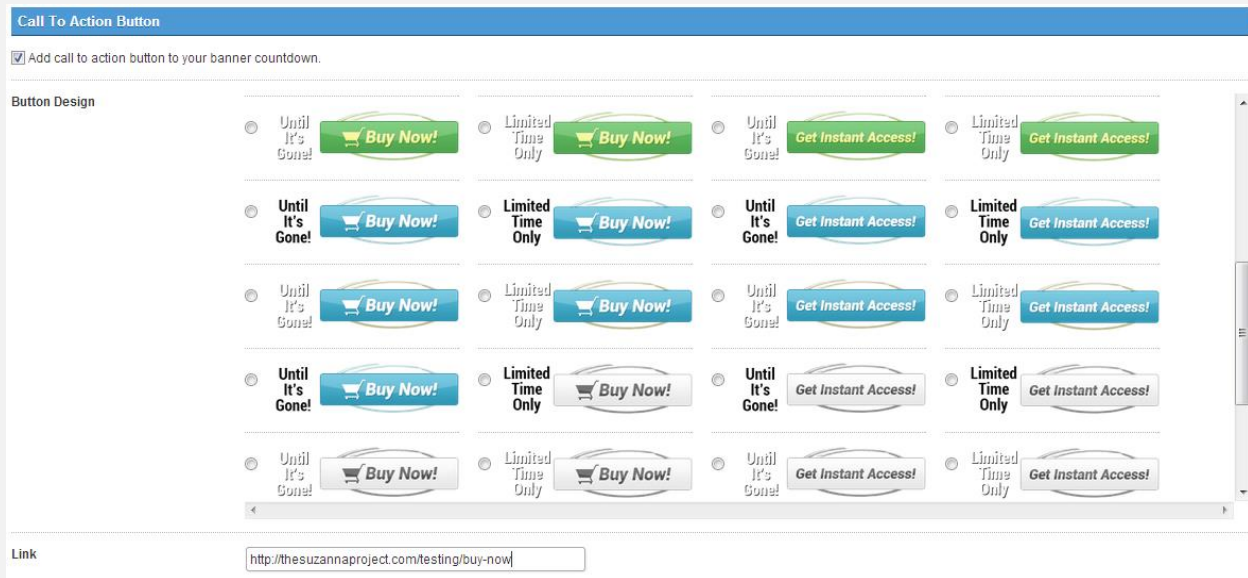 Call To Action Button
Add call to action button to your banner countdown.
Button Design
Until It's Gone! Buy Now!
Limited Time Only Buy Now!
Until It's Gone! Get Instant Access!
Limited Time Only Get Instant Access!
Until It's Gone! Buy Now!
Limited Time Only Buy Now!
Until It's Gone! Get Instant Access!
Limited Time Only Get Instant Access!
Until It's Gone! Buy Now!
Limited Time Only Buy Now!
Until It's Gone! Get Instant Access!
Limited Time Only Get Instant Access!
Until It's Gone! Buy Now!
Limited Time Only Buy Now!
Until It's Gone! Get Instant Access!
Limited Time Only Get Instant Access!
Until It's Gone! Buy Now!
Limited Time Only Buy Now!
Until It's Gone! Get Instant Access!
Limited Time Only Get Instant Access!
Link
http://thesuzannaproject.com/testing/buy-now